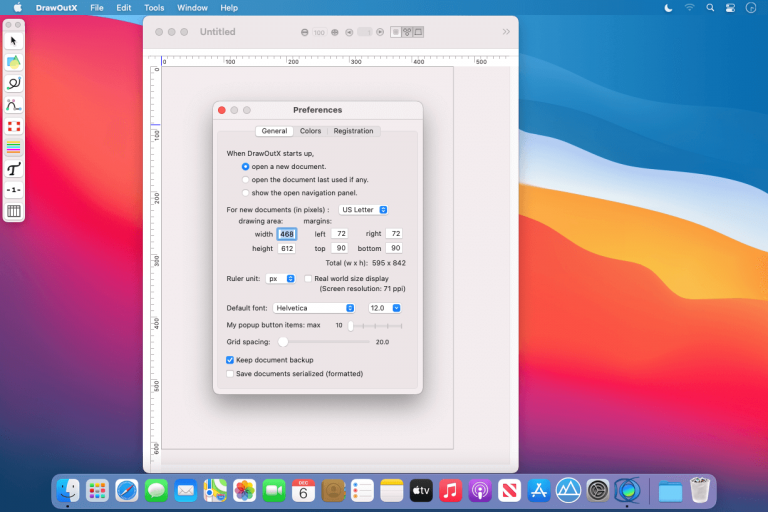 DrawOutX File Edit Tools Window Help
Untitled
100
0 100 200 300 400 500
0
100
200
300
400
500
600
T
-1-
Preferences
General Colors Registration
When DrawOutX starts up,
open a new document.
open the document last used if any.
show the open navigation panel.
For new documents (in pixels) : US Letter
drawing area: margins:
width 468 left 72 right 72
height 612 top 90 bottom 90
Total (w x h): 595 x 842
Ruler unit: px Real world size display
(Screen resolution: 71 ppi)
Default font: Helvetica 12.0
My popup button items: max 10
Grid spacing: 20.0
Keep document backup
Save documents serialized (formatted)
DEC
6
tv